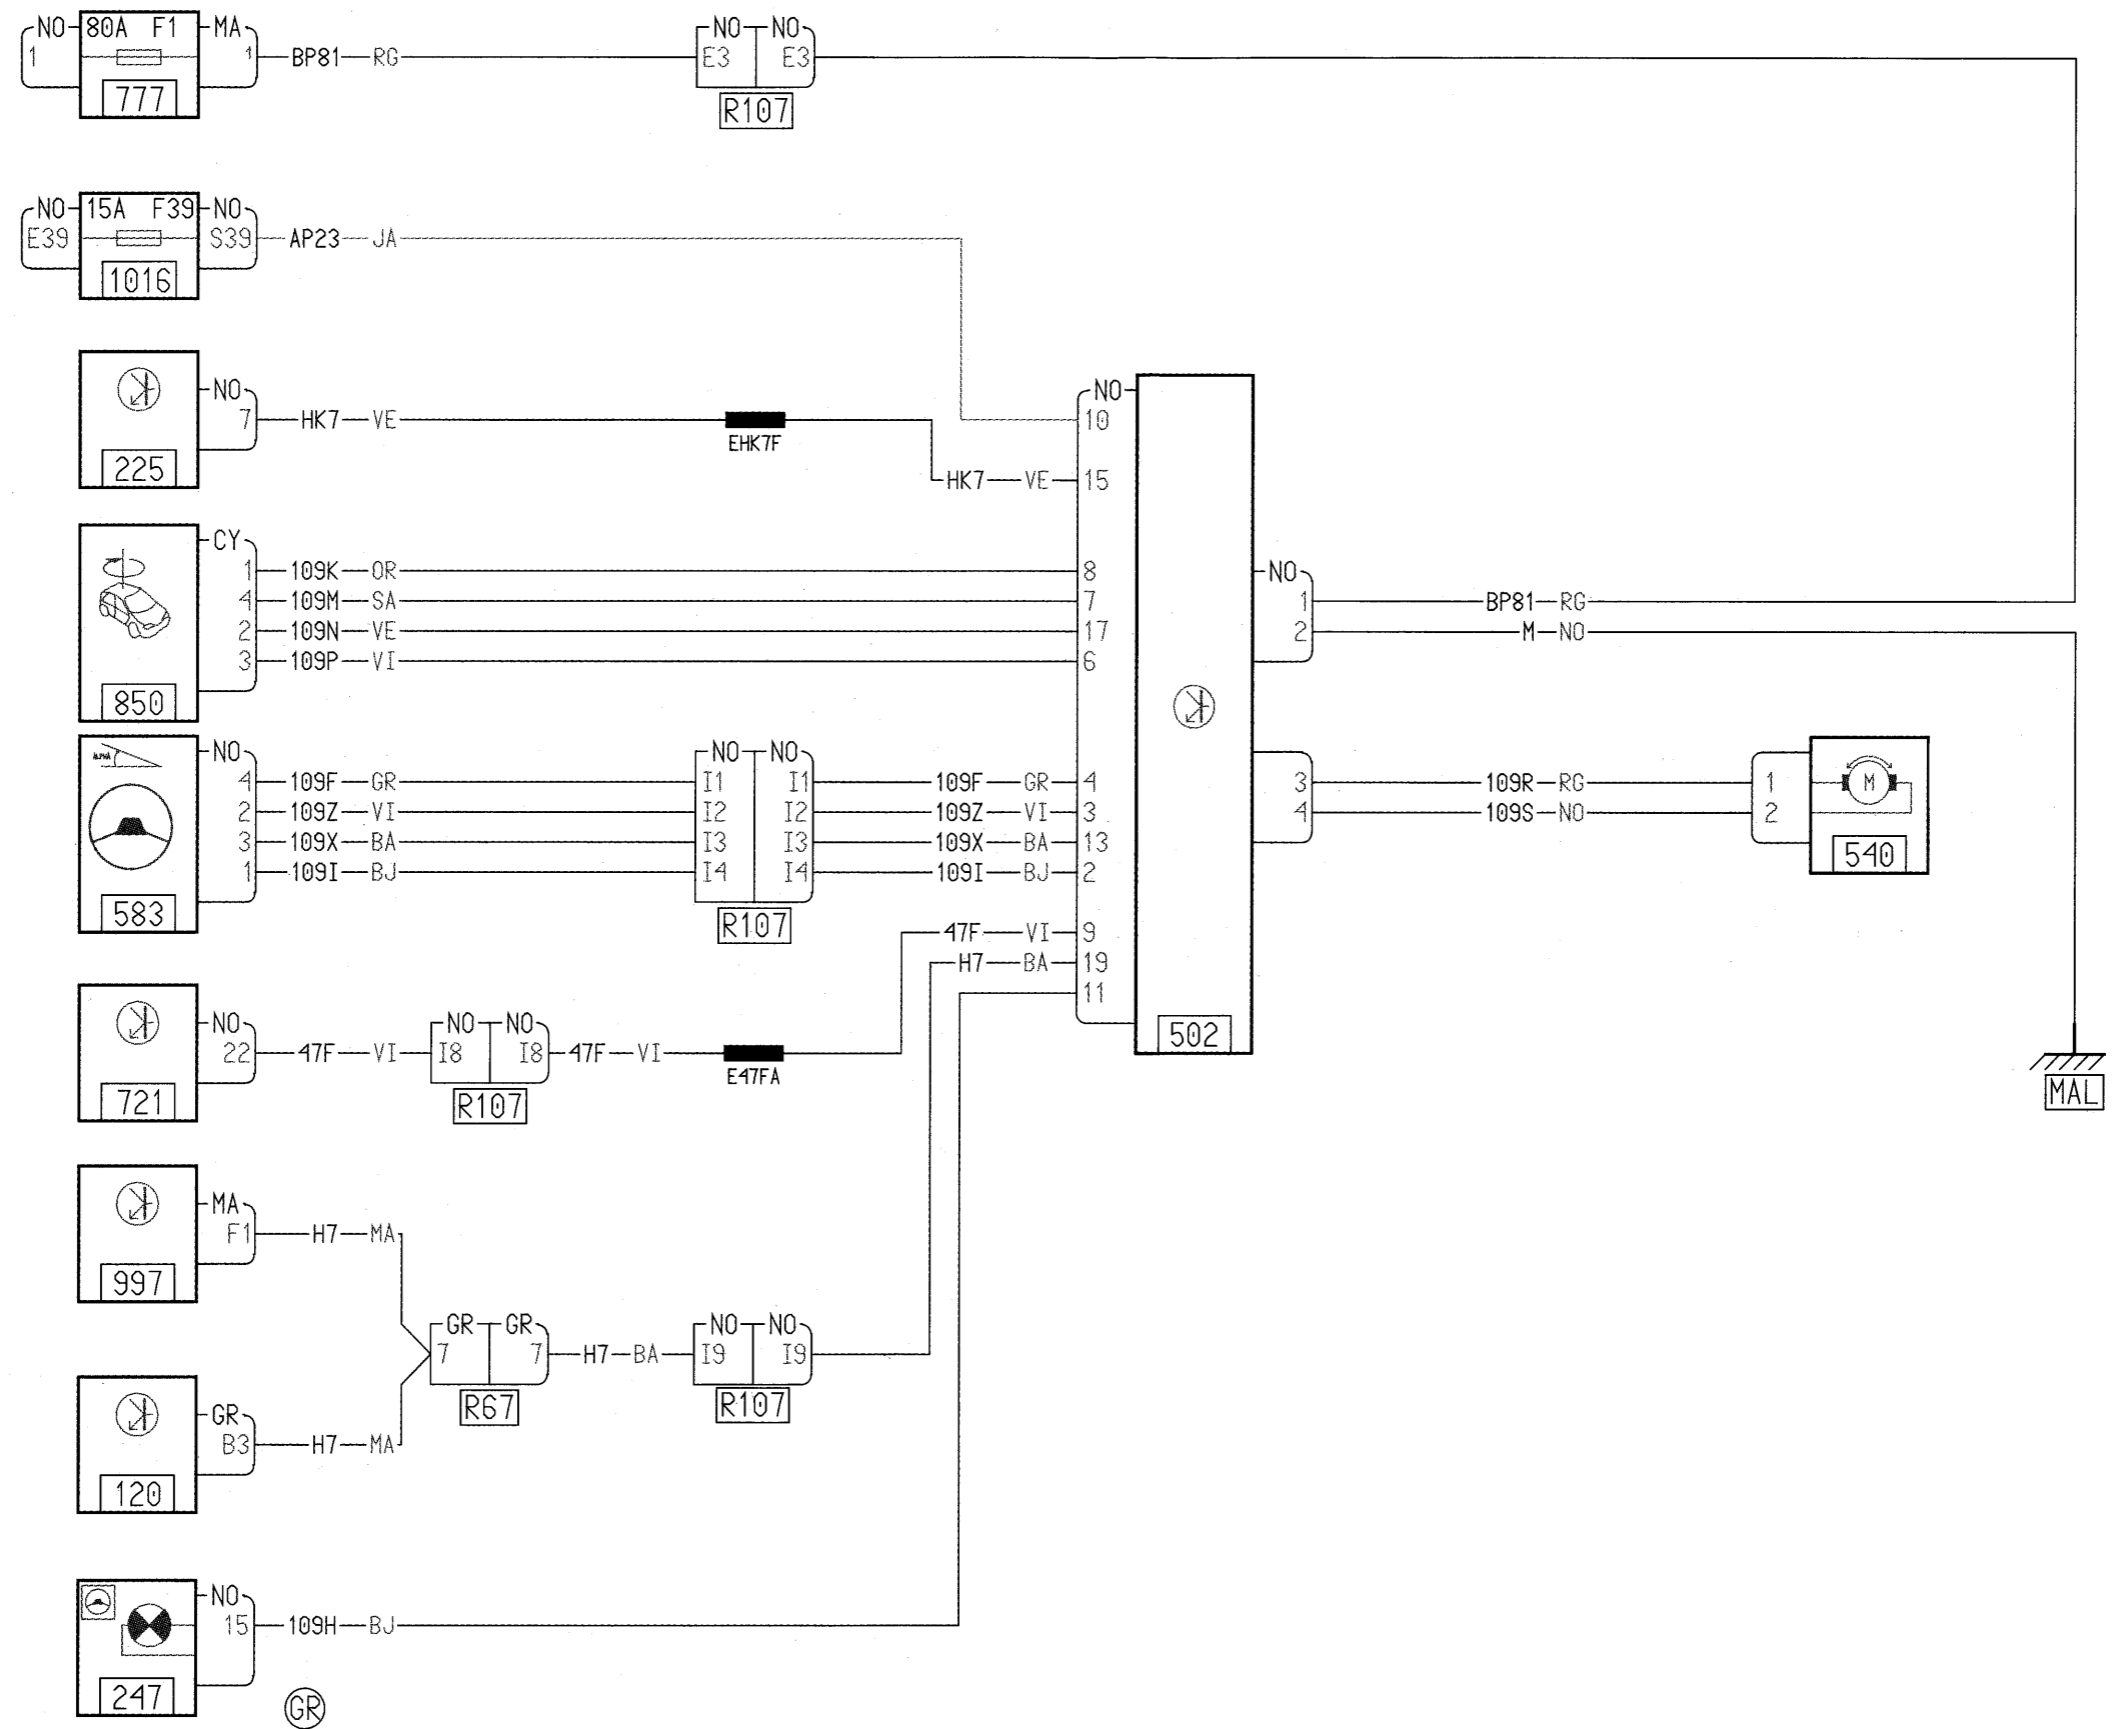 NO 80A F1 MA NO NO
1 1 BP81 RG E3 E3
777 R107
NO 15A F39 NO
E39 S39 AP23 JA
1016
NO NO
7 HK7 VE 10
EHK7F
225 HK7 VE 15
CY
1 109K OR 8 NO
4 109M SA 7 1 BP81 RG
2 109N VE 17 2 M NO
3 109P VI 6
850
NO NO NO
4 109F GR I1 I1 109F GR 4 3 109R RG 1 M
2 109Z VI I2 I2 109Z VI 3 4 109S NO 2
3 109X BA I3 I3 109X BA 13 540
1 109I BJ I4 I4 109I BJ 2
583 R107
47F VI 9
H7 BA 19
11
NO NO NO 502
22 47F VI I8 I8 47F VI
E47FA
721 R107 MAL
MA
F1 H7 MA
997
GR GR NO NO
7 7 H7 BA I9 I9
R67 R107
GR
B3 H7 MA
120
NO
15 109H BJ
247 GR